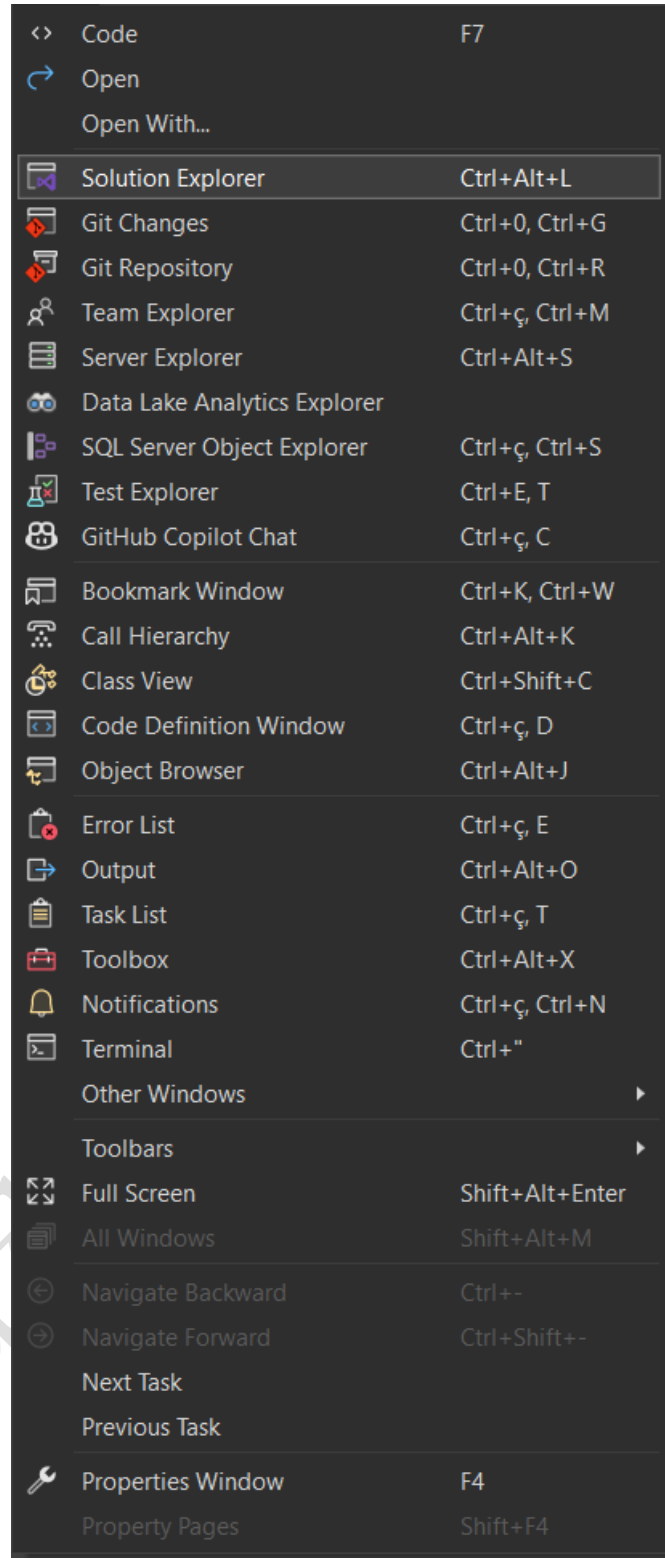 Code F7
Open
Open With...
Solution Explorer Ctrl+Alt+L
Git Changes Ctrl+0, Ctrl+G
Git Repository Ctrl+0, Ctrl+R
Team Explorer Ctrl+ç, Ctrl+M
Server Explorer Ctrl+Alt+S
Data Lake Analytics Explorer
SQL Server Object Explorer Ctrl+ç, Ctrl+S
Test Explorer Ctrl+E, T
GitHub Copilot Chat Ctrl+ç, C
Bookmark Window Ctrl+K, Ctrl+W
Call Hierarchy Ctrl+Alt+K
Class View Ctrl+Shift+C
Code Definition Window Ctrl+ç, D
Object Browser Ctrl+Alt+J
Error List Ctrl+ç, E
Output Ctrl+Alt+O
Task List Ctrl+ç, T
Toolbox Ctrl+Alt+X
Notifications Ctrl+ç, Ctrl+N
Terminal Ctrl+"
Other Windows
Toolbars
Full Screen Shift+Alt+Enter
All Windows Shift+Alt+M
Navigate Backward Ctrl+-
Navigate Forward Ctrl+Shift+-
Next Task
Previous Task
Properties Window F4
Property Pages Shift+F4